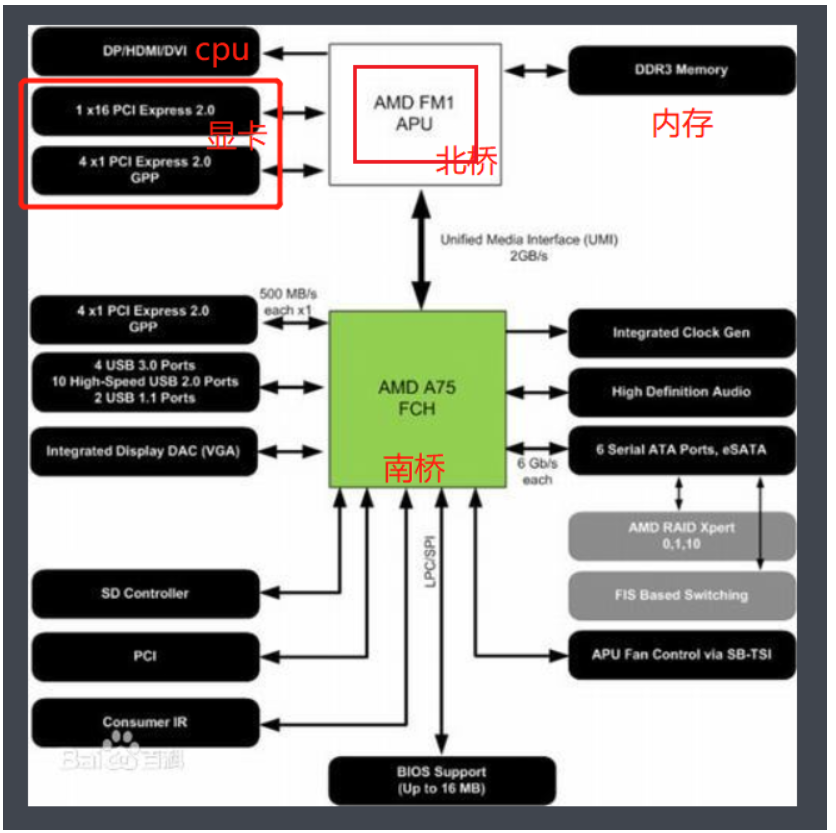 DP/HDMI/DVI
cpu
1 x16 PCI Express 2.0
显卡
4 x1 PCI Express 2.0
GPP
AMD FM1
APU
北桥
DDR3 Memory
内存
Unified Media Interface (UMI)
2GB/s
500 MB/s
each x1
4 x1 PCI Express 2.0
GPP
4 USB 3.0 Ports
10 High-Speed USB 2.0 Ports
2 USB 1.1 Ports
Integrated Display DAC (VGA)
AMD A75
FCH
南桥
Integrated Clock Gen
High Definition Audio
6 Serial ATA Ports, eSATA
6 Gb/s
each
AMD RAID Xpert
0,1,10
FIS Based Switching
APU Fan Control via SB-TSI
LPC/SPI
SD Controller
PCI
Consumer IR
Bai百科
BIOS Support
(Up to 16 MB)